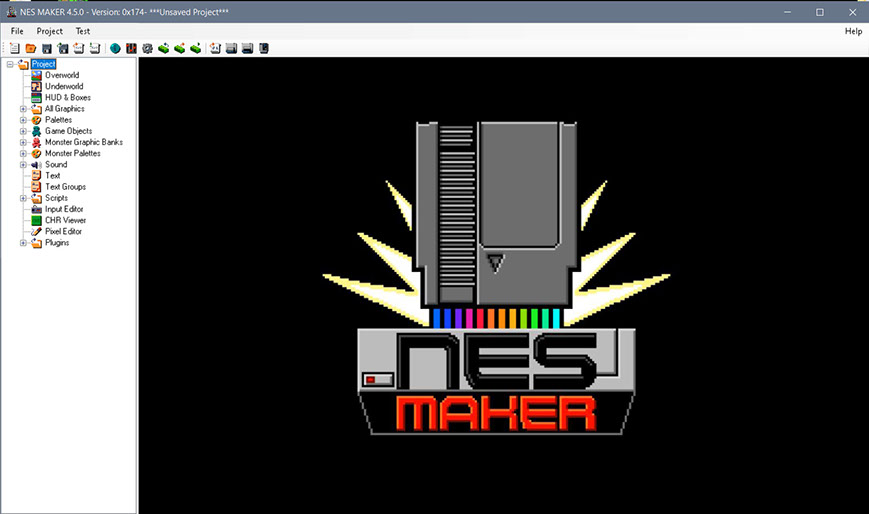 NES MAKER 4.5.0 - Version: 0x174- ***Unsaved Project***
File Project Test Help
Project
Overworld
Underworld
HUD & Boxes
All Graphics
Palettes
Game Objects
Monster Graphic Banks
Monster Palettes
Sound
Text
Text Groups
Scripts
Input Editor
CHR Viewer
Pixel Editor
Plugins
NES
MAKER